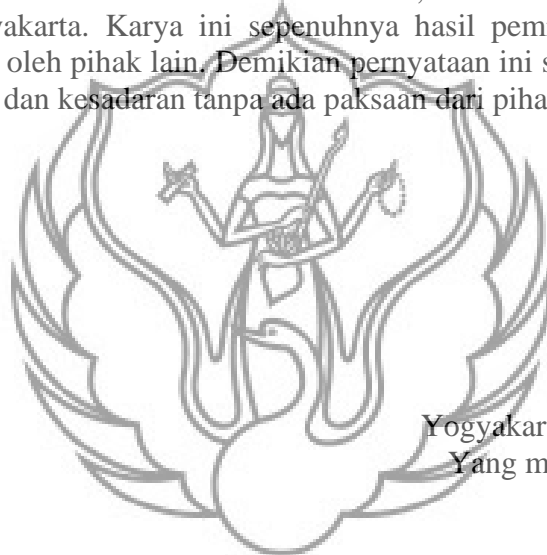 yakarta. Karya ini sepenuhnya hasil pem
oleh pihak lain. Demikian pernyataan ini s
dan kesadaran tanpa ada paksaan dari piha
Yogyakar
Yang m